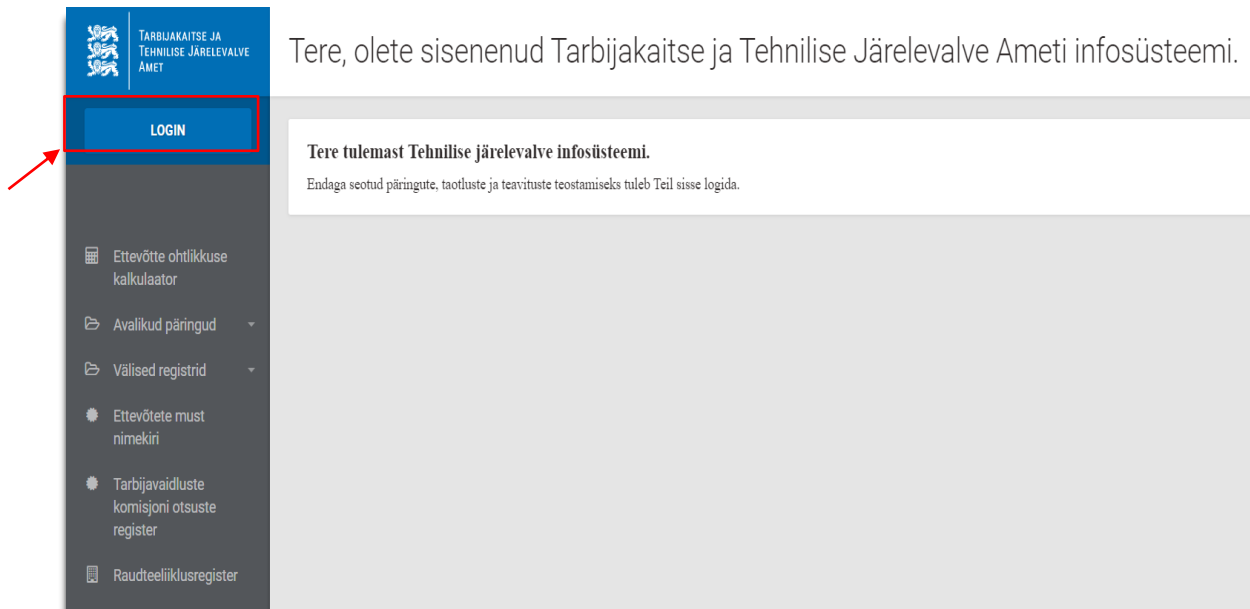 TARBIJAKAITSE JA
TEHNILISE JÄRELEVALVE
AMET
Tere, olete sisenenud Tarbijakaitse ja Tehnilise Järelevalve Ameti infosüsteemi.
LOGIN
Tere tulemast Tehnilise järelevalve infosüsteemi.
Endaga seotud päringute, taotluste ja teavituste teostamiseks tuleb Teil sisse logida.
Ettevõtte ohtlikkuse
kalkulaator
Avalikud päringud
Välised registrid
Ettevõtete must
nimekiri
Tarbijavaidluste
komisjoni otsuste
register
Raudteeliiklusregister